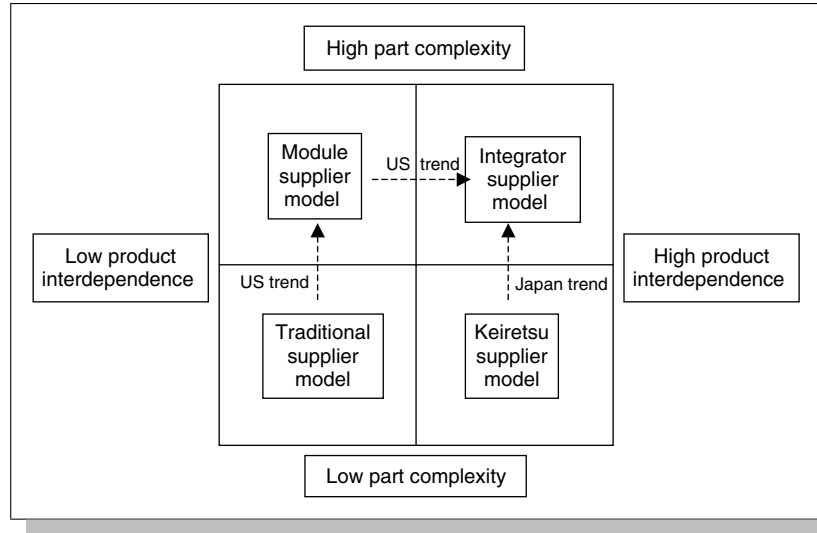 High part complexity
Module
supplier
model
US trend
Integrator
supplier
model
Low product
interdependence
High product
interdependence
US trend
Japan trend
Traditional
supplier
model
Keiretsu
supplier
model
Low part complexity